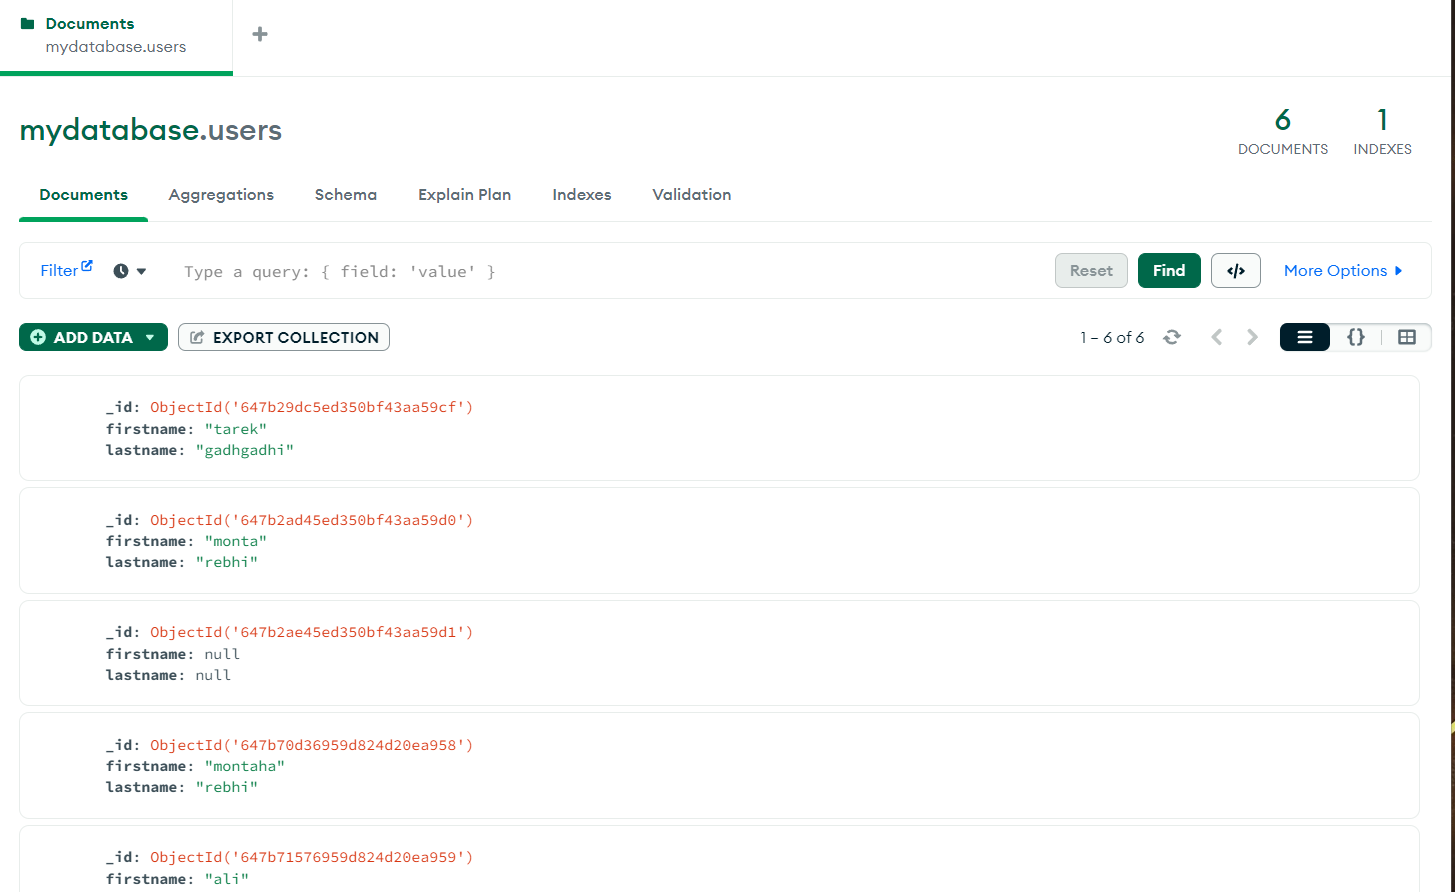 Documents
mydatabase.users
mydatabase.users
6
DOCUMENTS
1
INDEXES
Documents Aggregations Schema Explain Plan Indexes Validation
Filter Type a query: { field: 'value' } Reset Find </> More Options
ADD DATA EXPORT COLLECTION 1 – 6 of 6 {}
_id: ObjectId('647b29dc5ed350bf43aa59cf')
firstname: "tarek"
lastname: "gadhgadhi"
_id: ObjectId('647b2ad45ed350bf43aa59d0')
firstname: "monta"
lastname: "rebhi"
_id: ObjectId('647b2ae45ed350bf43aa59d1')
firstname: null
lastname: null
_id: ObjectId('647b70d36959d824d20ea958')
firstname: "montaha"
lastname: "rebhi"
_id: ObjectId('647b71576959d824d20ea959')
firstname: "ali"